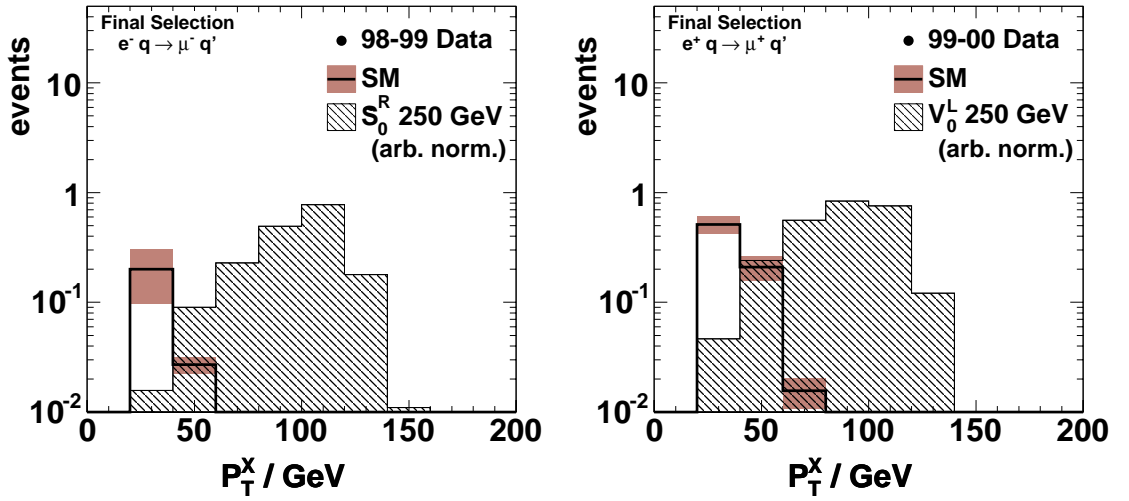 Final Selection
e⁻ q → μ⁻ q’
98-99 Data
SM
S₀ᴿ 250 GeV
(arb. norm.)
events
10
1
10⁻¹
10⁻²
0 50 100 150 200
P_T^X / GeV
Final Selection
e⁺ q → μ⁺ q’
99-00 Data
SM
V₀ᴸ 250 GeV
(arb. norm.)
events
10
1
10⁻¹
10⁻²
0 50 100 150 200
P_T^X / GeV